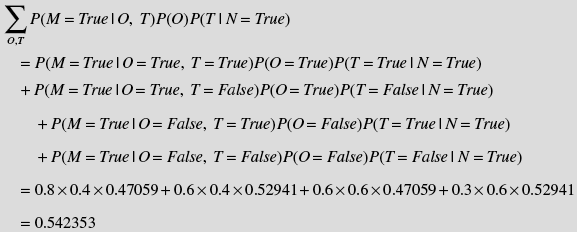 ∑ P(M = True | O, T)P(O)P(T | N = True)
O,T
= P(M = True | O = True, T = True)P(O = True)P(T = True | N = True)
+ P(M = True | O = True, T = False)P(O = True)P(T = False | N = True)
+ P(M = True | O = False, T = True)P(O = False)P(T = True | N = True)
+ P(M = True | O = False, T = False)P(O = False)P(T = False | N = True)
= 0.8 × 0.4 × 0.47059 + 0.6 × 0.4 × 0.52941 + 0.6 × 0.6 × 0.47059 + 0.3 × 0.6 × 0.52941
= 0.542353